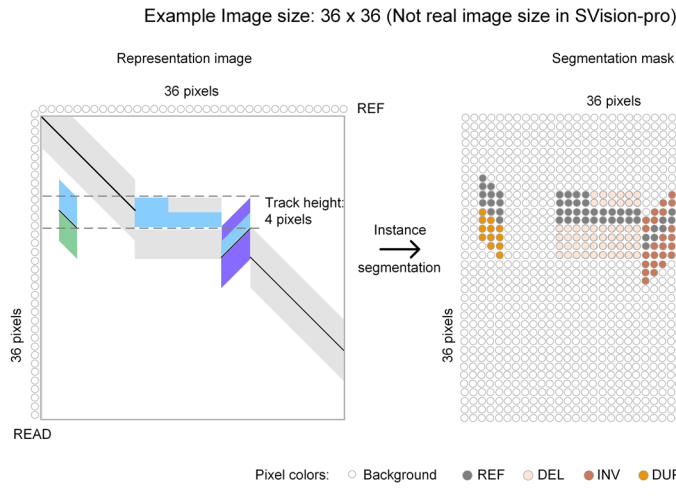 Example Image size: 36 x 36 (Not real image size in SVision-pro)
Representation image
Segmentation mask
36 pixels
36 pixels
REF
Track height:
4 pixels
Instance
segmentation
36 pixels
36 pixels
READ
Pixel colors: Background REF DEL INV DUP